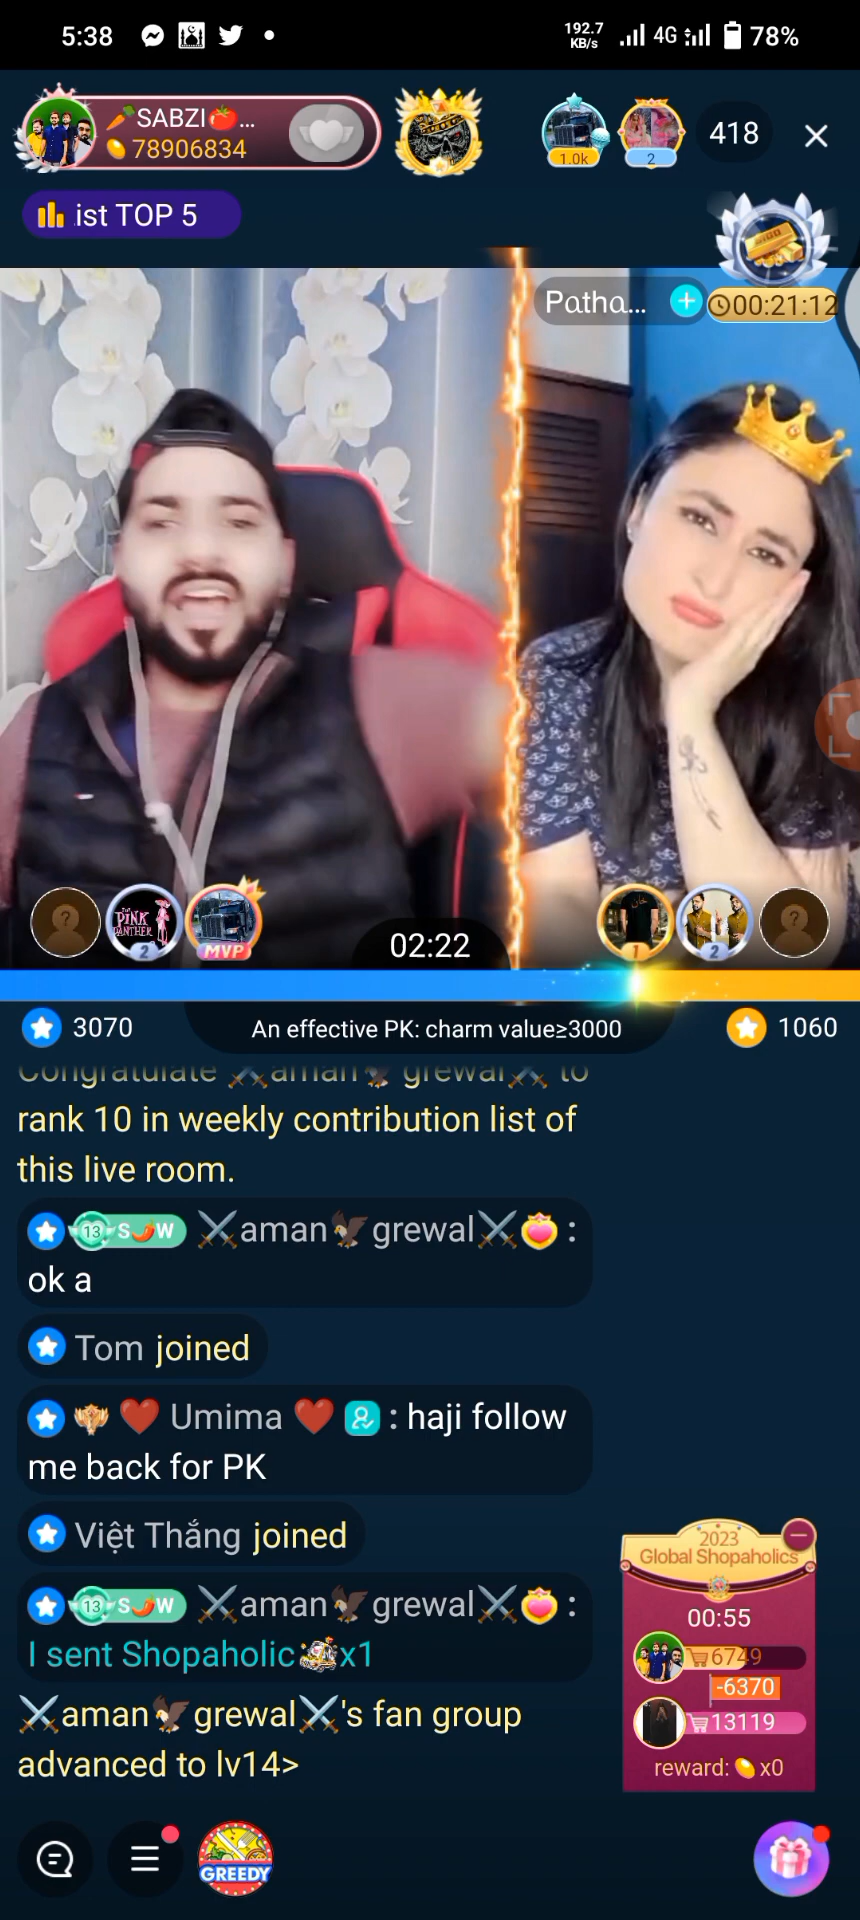 5:38 192.7 KB/s 4G 78%
🥕SABZI🍅...
78906834
1.0k 2 418
ist TOP 5
Patha... 00:21:12
PINK PANTHER 2 MVP 02:22 1 2
3070 An effective PK: charm value≥3000 1060
Congratulate ⚔️aman🦅grewal⚔️ to
rank 10 in weekly contribution list of
this live room.
13 S🌶️W ⚔️aman🦅grewal⚔️ :
ok a
Tom joined
❤️ Umima ❤️ : haji follow
me back for PK
Việt Thắng joined
13 S🌶️W ⚔️aman🦅grewal⚔️ :
I sent Shopaholic x1
⚔️aman🦅grewal⚔️'s fan group
advanced to lv14>
2023
Global Shopaholics
00:55
6749
-6370
13119
reward: x0
GREEDY